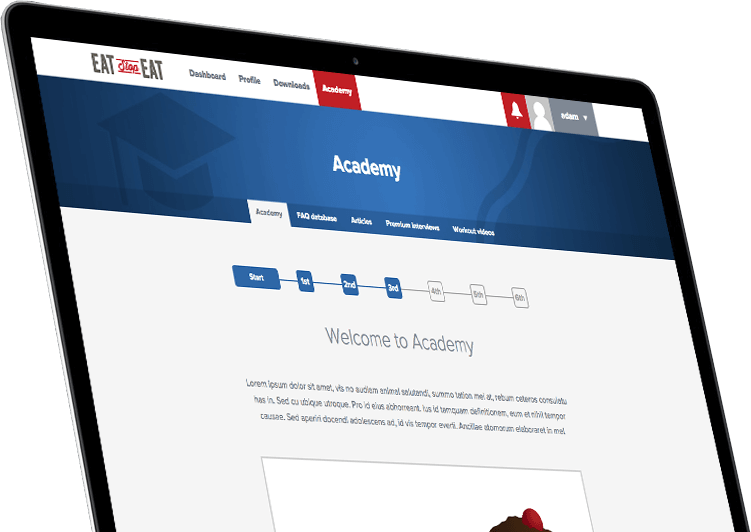 EAT Stop EAT
Dashboard Profile Downloads Academy
adam
Academy
Academy FAQ database Articles Premium interviews Workout videos
Start 1st 2nd 3rd 4th 5th 6th
Welcome to Academy
Lorem ipsum dolor sit amet, vis no audiam animal salutandi, summo tation mei at, rebum ceteros consulatu
has in. Sed cu ubique utroque. Pro id eius abhorreant. Ius id tamquam definitionem, eum et nihil tempor
causae. Sed aperiri docendi adolescens ad, id vis tempor everti. Ancillae atomorum elaboraret in mel